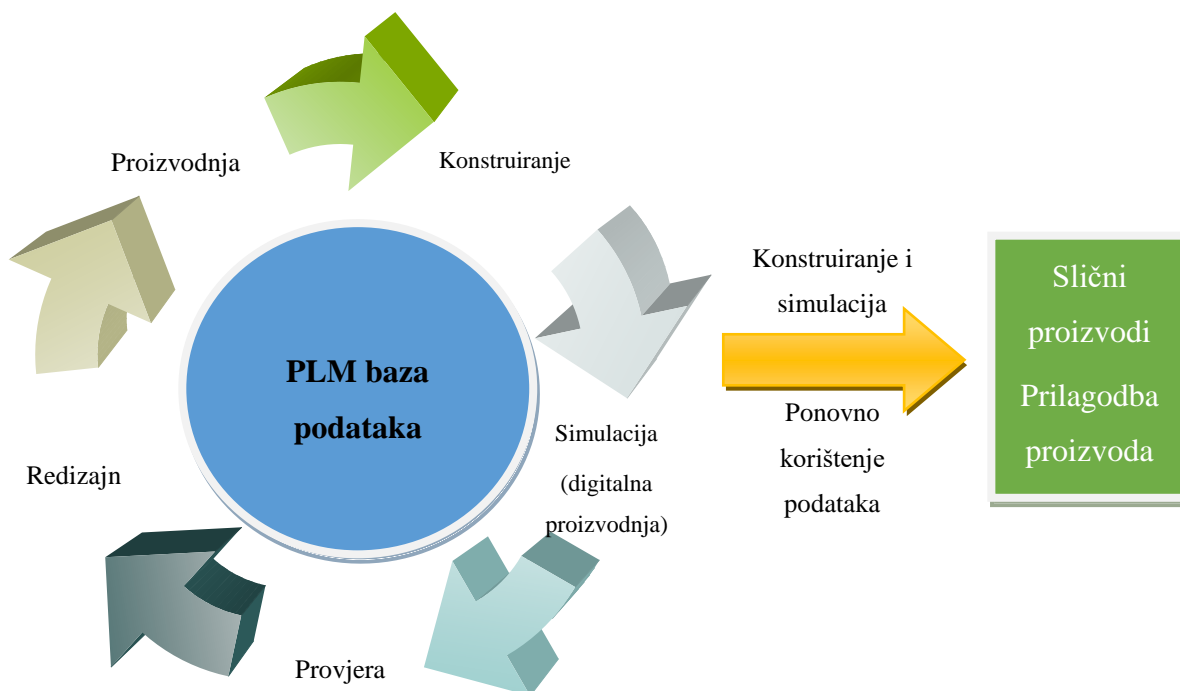 Proizvodnja
Konstruiranje
PLM baza
podataka
Simulacija
(digitalna
proizvodnja)
Provjera
Redizajn
Konstruiranje i
simulacija
Ponovno
korištenje
podataka
Slični
proizvodi
Prilagodba
proizvoda